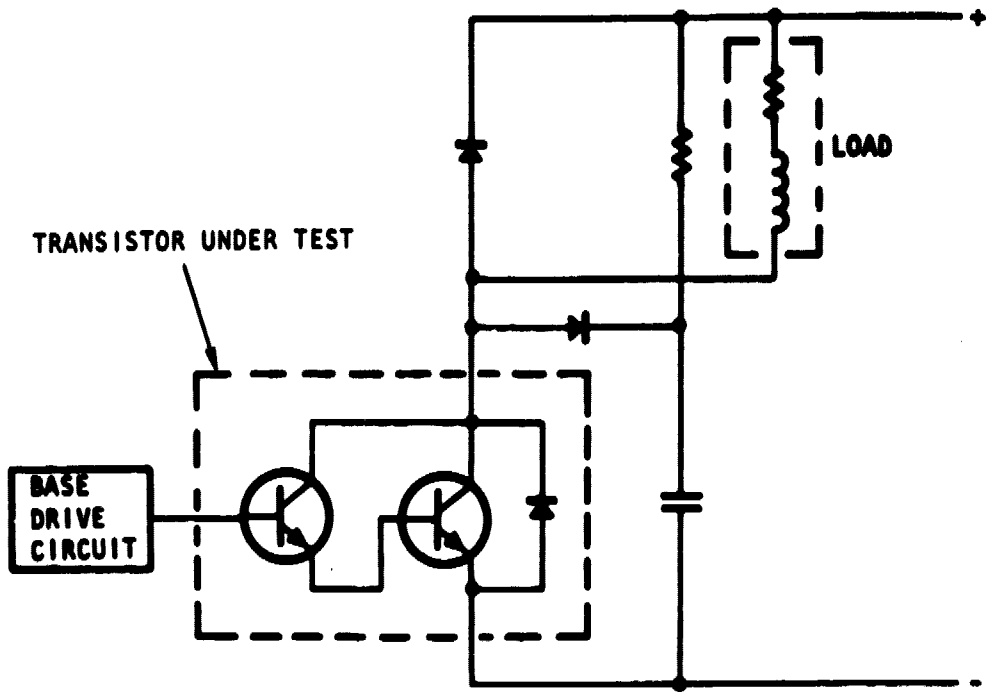 +
LOAD
TRANSISTOR UNDER TEST
BASE
DRIVE
CIRCUIT
-